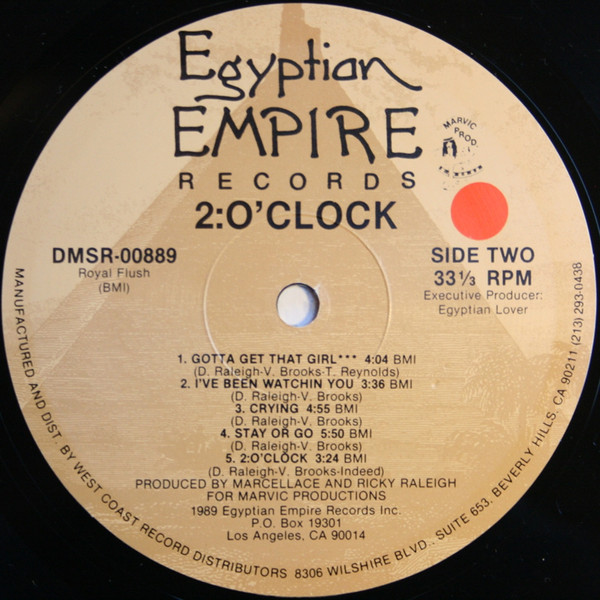 Egyptian
EMPIRE
RECORDS
MARVIC
PROD.
2:O'CLOCK
DMSR-00889
Royal Flush
(BMI)
SIDE TWO
33 1/3 RPM
Executive Producer:
Egyptian Lover
1. GOTTA GET THAT GIRL*** 4:04 BMI
(D. Raleigh-V. Brooks-T. Reynolds)
2. I'VE BEEN WATCHIN YOU 3:36 BMI
(D. Raleigh-V. Brooks)
3. CRYING 4:55 BMI
(D. Raleigh-V. Brooks)
4. STAY OR GO 5:50 BMI
(D. Raleigh-V. Brooks)
5. 2:O'CLOCK 3:24 BMI
(D. Raleigh-V. Brooks-Indeed)
PRODUCED BY MARCELLACE AND RICKY RALEIGH
FOR MARVIC PRODUCTIONS
1989 Egyptian Empire Records Inc.
P.O. Box 19301
Los Angeles, CA 90014
MANUFACTURED AND DIST. BY WEST COAST RECORD DISTRIBUTORS 8306 WILSHIRE BLVD., SUITE 653, BEVERLY HILLS, CA 90211 (213) 293-0438